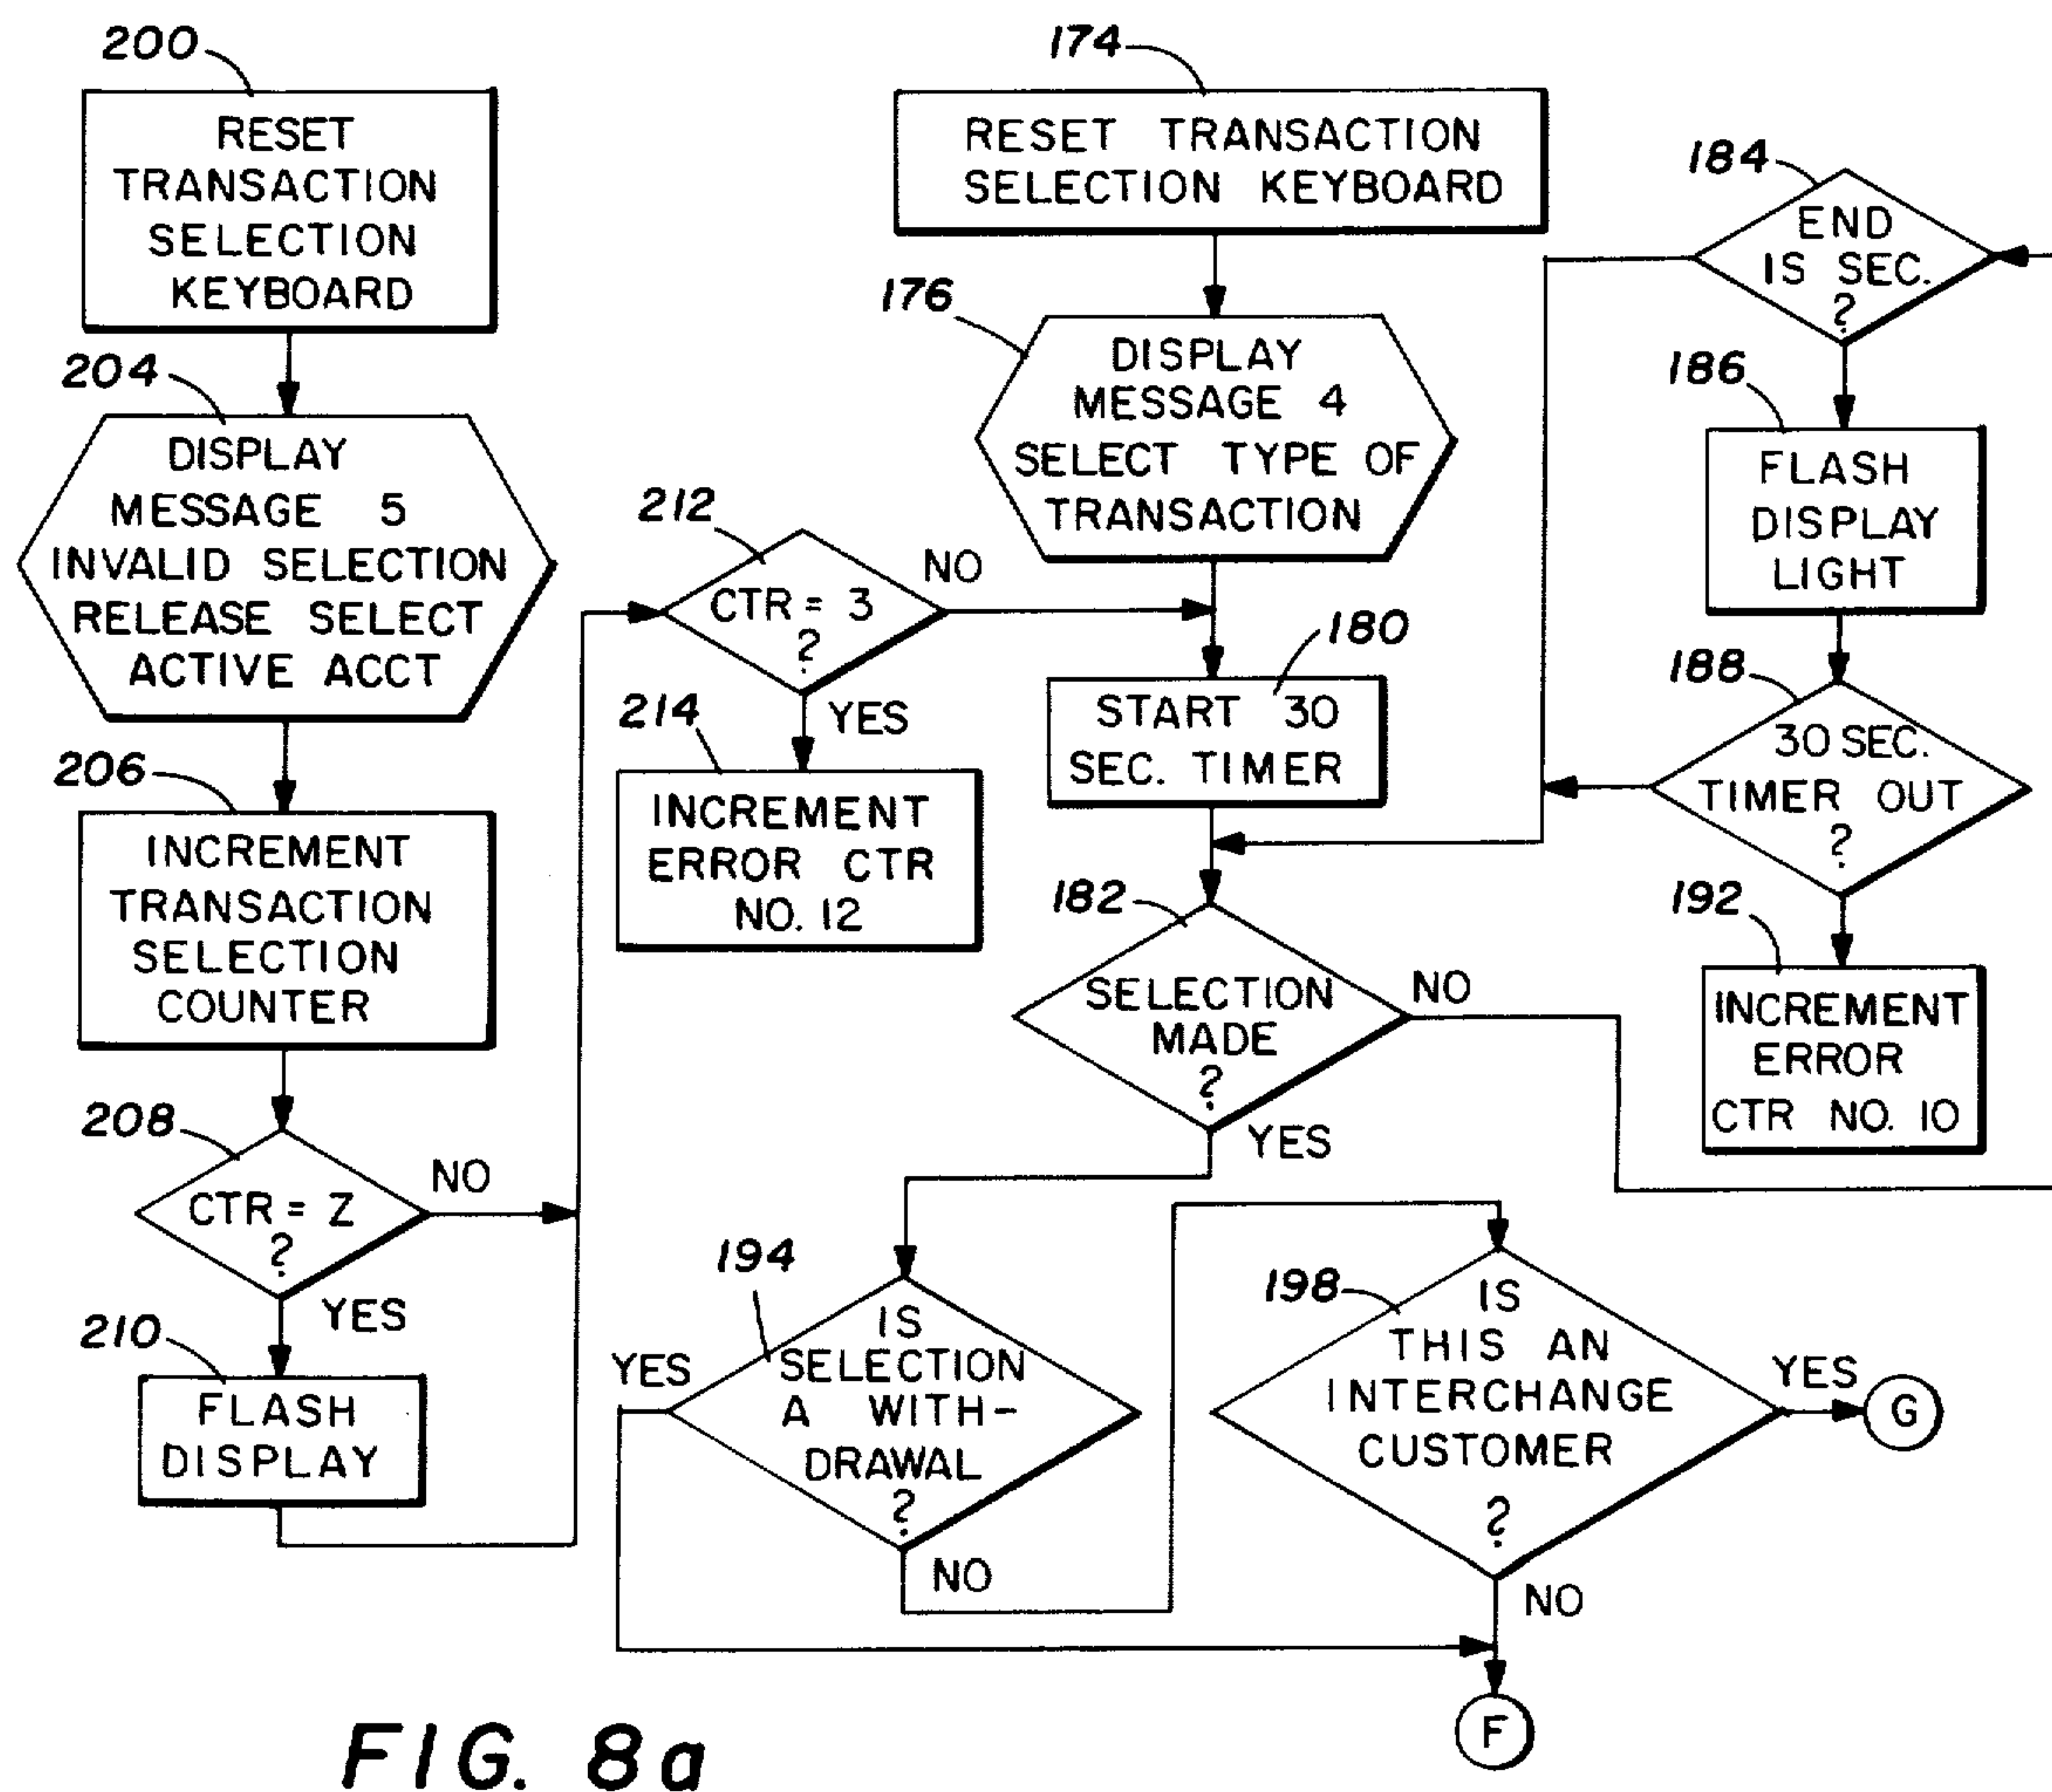 200
RESET
TRANSACTION
SELECTION
KEYBOARD
204
DISPLAY
MESSAGE 5
INVALID SELECTION
RELEASE SELECT
ACTIVE ACCT
206
INCREMENT
TRANSACTION
SELECTION
COUNTER
208
CTR = Z
?
NO
YES
210
FLASH
DISPLAY
212
CTR = 3
?
NO
YES
214
INCREMENT
ERROR CTR
NO. 12
174
RESET TRANSACTION
SELECTION KEYBOARD
176
DISPLAY
MESSAGE 4
SELECT TYPE OF
TRANSACTION
180
START 30
SEC. TIMER
182
SELECTION
MADE
?
NO
YES
184
END
IS SEC.
?
186
FLASH
DISPLAY
LIGHT
188
30 SEC.
TIMER OUT
?
192
INCREMENT
ERROR
CTR NO. 10
194
IS
SELECTION
A WITH-
DRAWAL
?
YES
NO
198
IS
THIS AN
INTERCHANGE
CUSTOMER
?
YES
G
NO
F
FIG. 8a